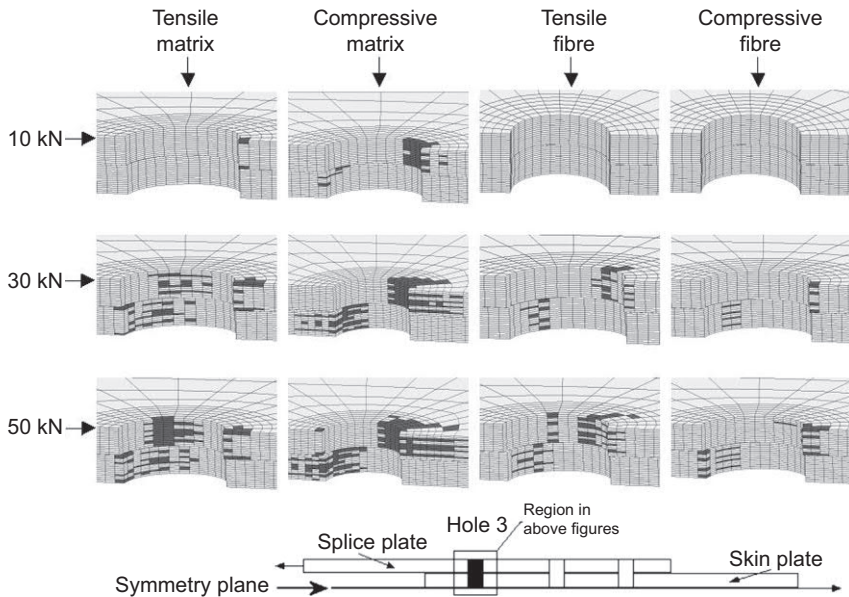 Tensile
matrix
Compressive
matrix
Tensile
fibre
Compressive
fibre
10 kN
30 kN
50 kN
Hole 3
Region in
above figures
Splice plate
Skin plate
Symmetry plane